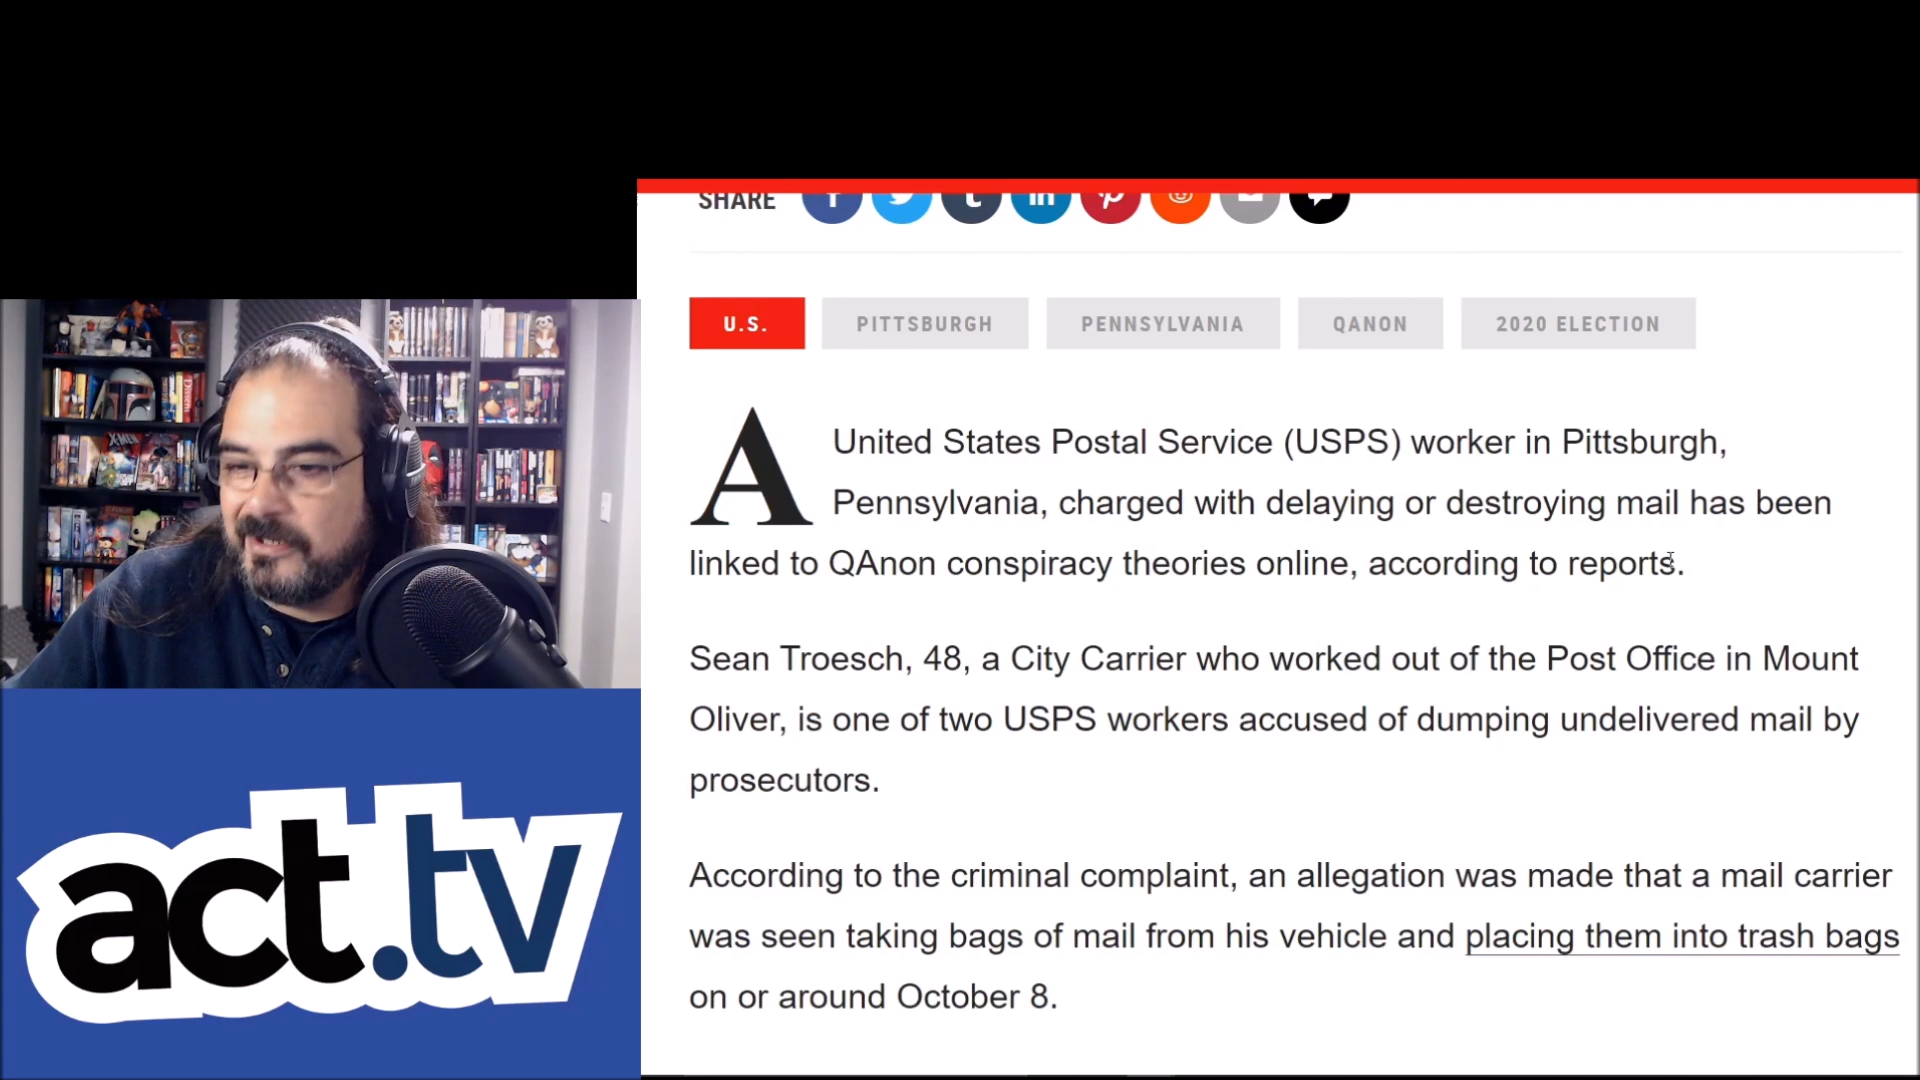 SHARE
U.S.
PITTSBURGH
PENNSYLVANIA
QANON
2020 ELECTION
A United States Postal Service (USPS) worker in Pittsburgh,
Pennsylvania, charged with delaying or destroying mail has been
linked to QAnon conspiracy theories online, according to reports.
Sean Troesch, 48, a City Carrier who worked out of the Post Office in Mount
Oliver, is one of two USPS workers accused of dumping undelivered mail by
prosecutors.
According to the criminal complaint, an allegation was made that a mail carrier
was seen taking bags of mail from his vehicle and placing them into trash bags
on or around October 8.
act.tv
X-MEN